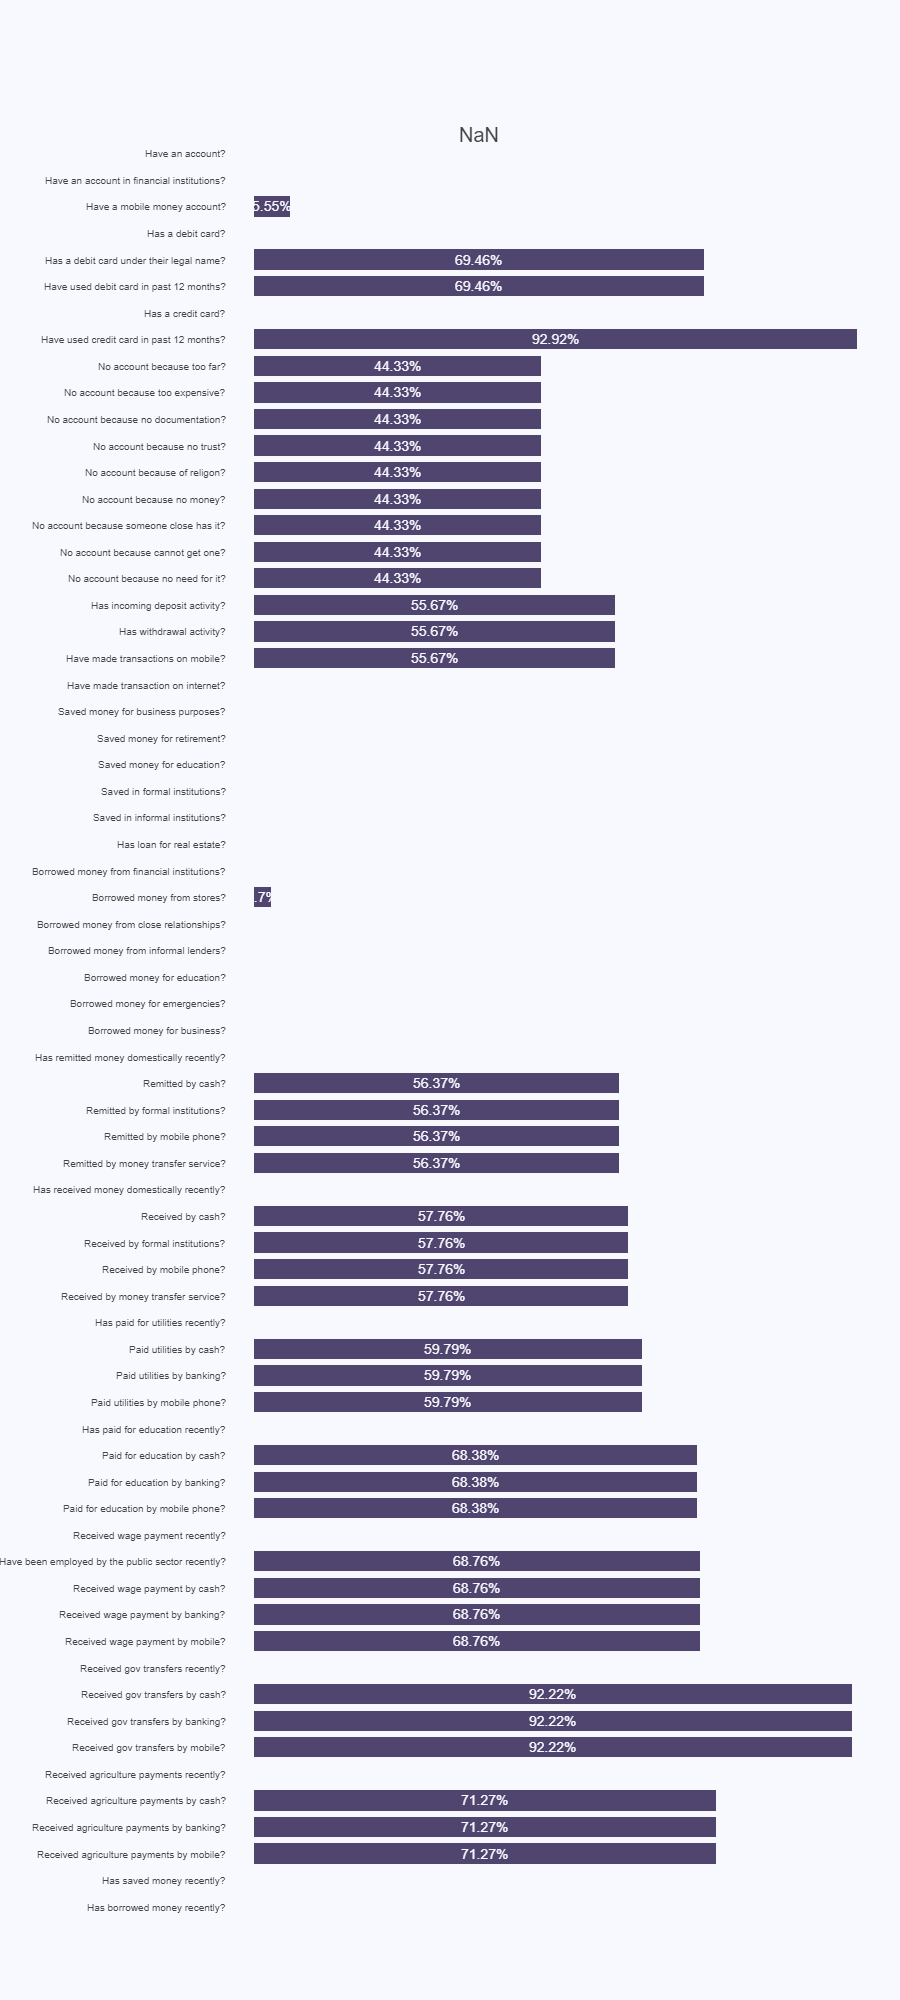 NaN
Have an account?
Have an account in financial institutions?
Have a mobile money account? 5.55%
Has a debit card?
Has a debit card under their legal name? 69.46%
Have used debit card in past 12 months? 69.46%
Has a credit card?
Have used credit card in past 12 months? 92.92%
No account because too far? 44.33%
No account because too expensive? 44.33%
No account because no documentation? 44.33%
No account because no trust? 44.33%
No account because of religon? 44.33%
No account because no money? 44.33%
No account because someone close has it? 44.33%
No account because cannot get one? 44.33%
No account because no need for it? 44.33%
Has incoming deposit activity? 55.67%
Has withdrawal activity? 55.67%
Have made transactions on mobile? 55.67%
Have made transaction on internet?
Saved money for business purposes?
Saved money for retirement?
Saved money for education?
Saved in formal institutions?
Saved in informal institutions?
Has loan for real estate?
Borrowed money from financial institutions?
Borrowed money from stores? .7%
Borrowed money from close relationships?
Borrowed money from informal lenders?
Borrowed money for education?
Borrowed money for emergencies?
Borrowed money for business?
Has remitted money domestically recently?
Remitted by cash? 56.37%
Remitted by formal institutions? 56.37%
Remitted by mobile phone? 56.37%
Remitted by money transfer service? 56.37%
Has received money domestically recently?
Received by cash? 57.76%
Received by formal institutions? 57.76%
Received by mobile phone? 57.76%
Received by money transfer service? 57.76%
Has paid for utilities recently?
Paid utilities by cash? 59.79%
Paid utilities by banking? 59.79%
Paid utilities by mobile phone? 59.79%
Has paid for education recently?
Paid for education by cash? 68.38%
Paid for education by banking? 68.38%
Paid for education by mobile phone? 68.38%
Received wage payment recently?
Have been employed by the public sector recently? 68.76%
Received wage payment by cash? 68.76%
Received wage payment by banking? 68.76%
Received wage payment by mobile? 68.76%
Received gov transfers recently?
Received gov transfers by cash? 92.22%
Received gov transfers by banking? 92.22%
Received gov transfers by mobile? 92.22%
Received agriculture payments recently?
Received agriculture payments by cash? 71.27%
Received agriculture payments by banking? 71.27%
Received agriculture payments by mobile? 71.27%
Has saved money recently?
Has borrowed money recently?